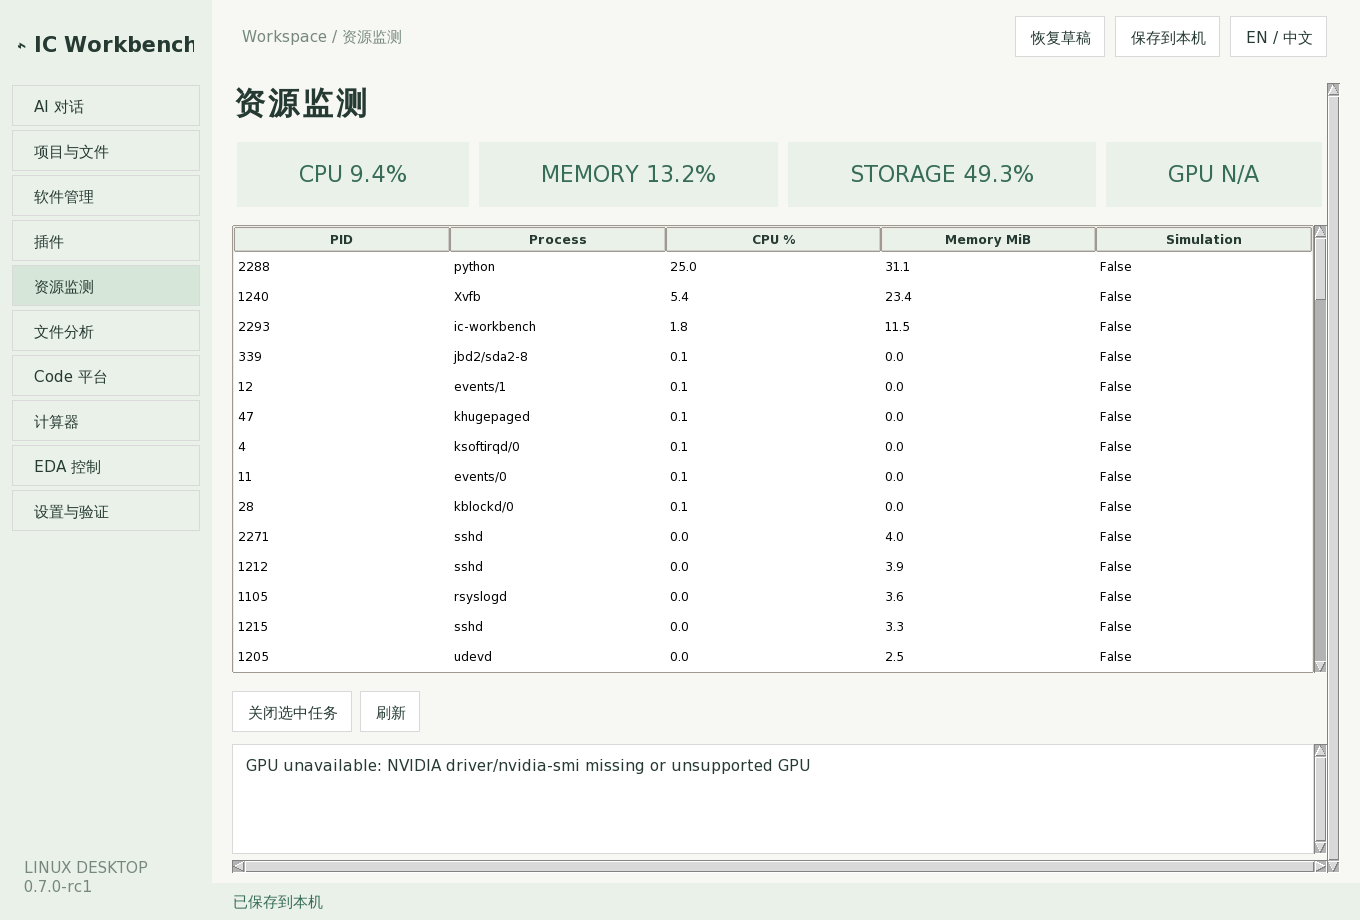 IC Workbench
AI 对话
项目与文件
软件管理
插件
资源监测
文件分析
Code 平台
计算器
EDA 控制
设置与验证
LINUX DESKTOP
0.7.0-rc1
Workspace / 资源监测
恢复草稿 保存到本机 EN / 中文
资源监测
CPU 9.4% MEMORY 13.2% STORAGE 49.3% GPU N/A
PID Process CPU % Memory MiB Simulation
2288 python 25.0 31.1 False
1240 Xvfb 5.4 23.4 False
2293 ic-workbench 1.8 11.5 False
339 jbd2/sda2-8 0.1 0.0 False
12 events/1 0.1 0.0 False
47 khugepaged 0.1 0.0 False
4 ksoftirqd/0 0.1 0.0 False
11 events/0 0.1 0.0 False
28 kblockd/0 0.1 0.0 False
2271 sshd 0.0 4.0 False
1212 sshd 0.0 3.9 False
1105 rsyslogd 0.0 3.6 False
1215 sshd 0.0 3.3 False
1205 udevd 0.0 2.5 False
关闭选中任务 刷新
GPU unavailable: NVIDIA driver/nvidia-smi missing or unsupported GPU
已保存到本机